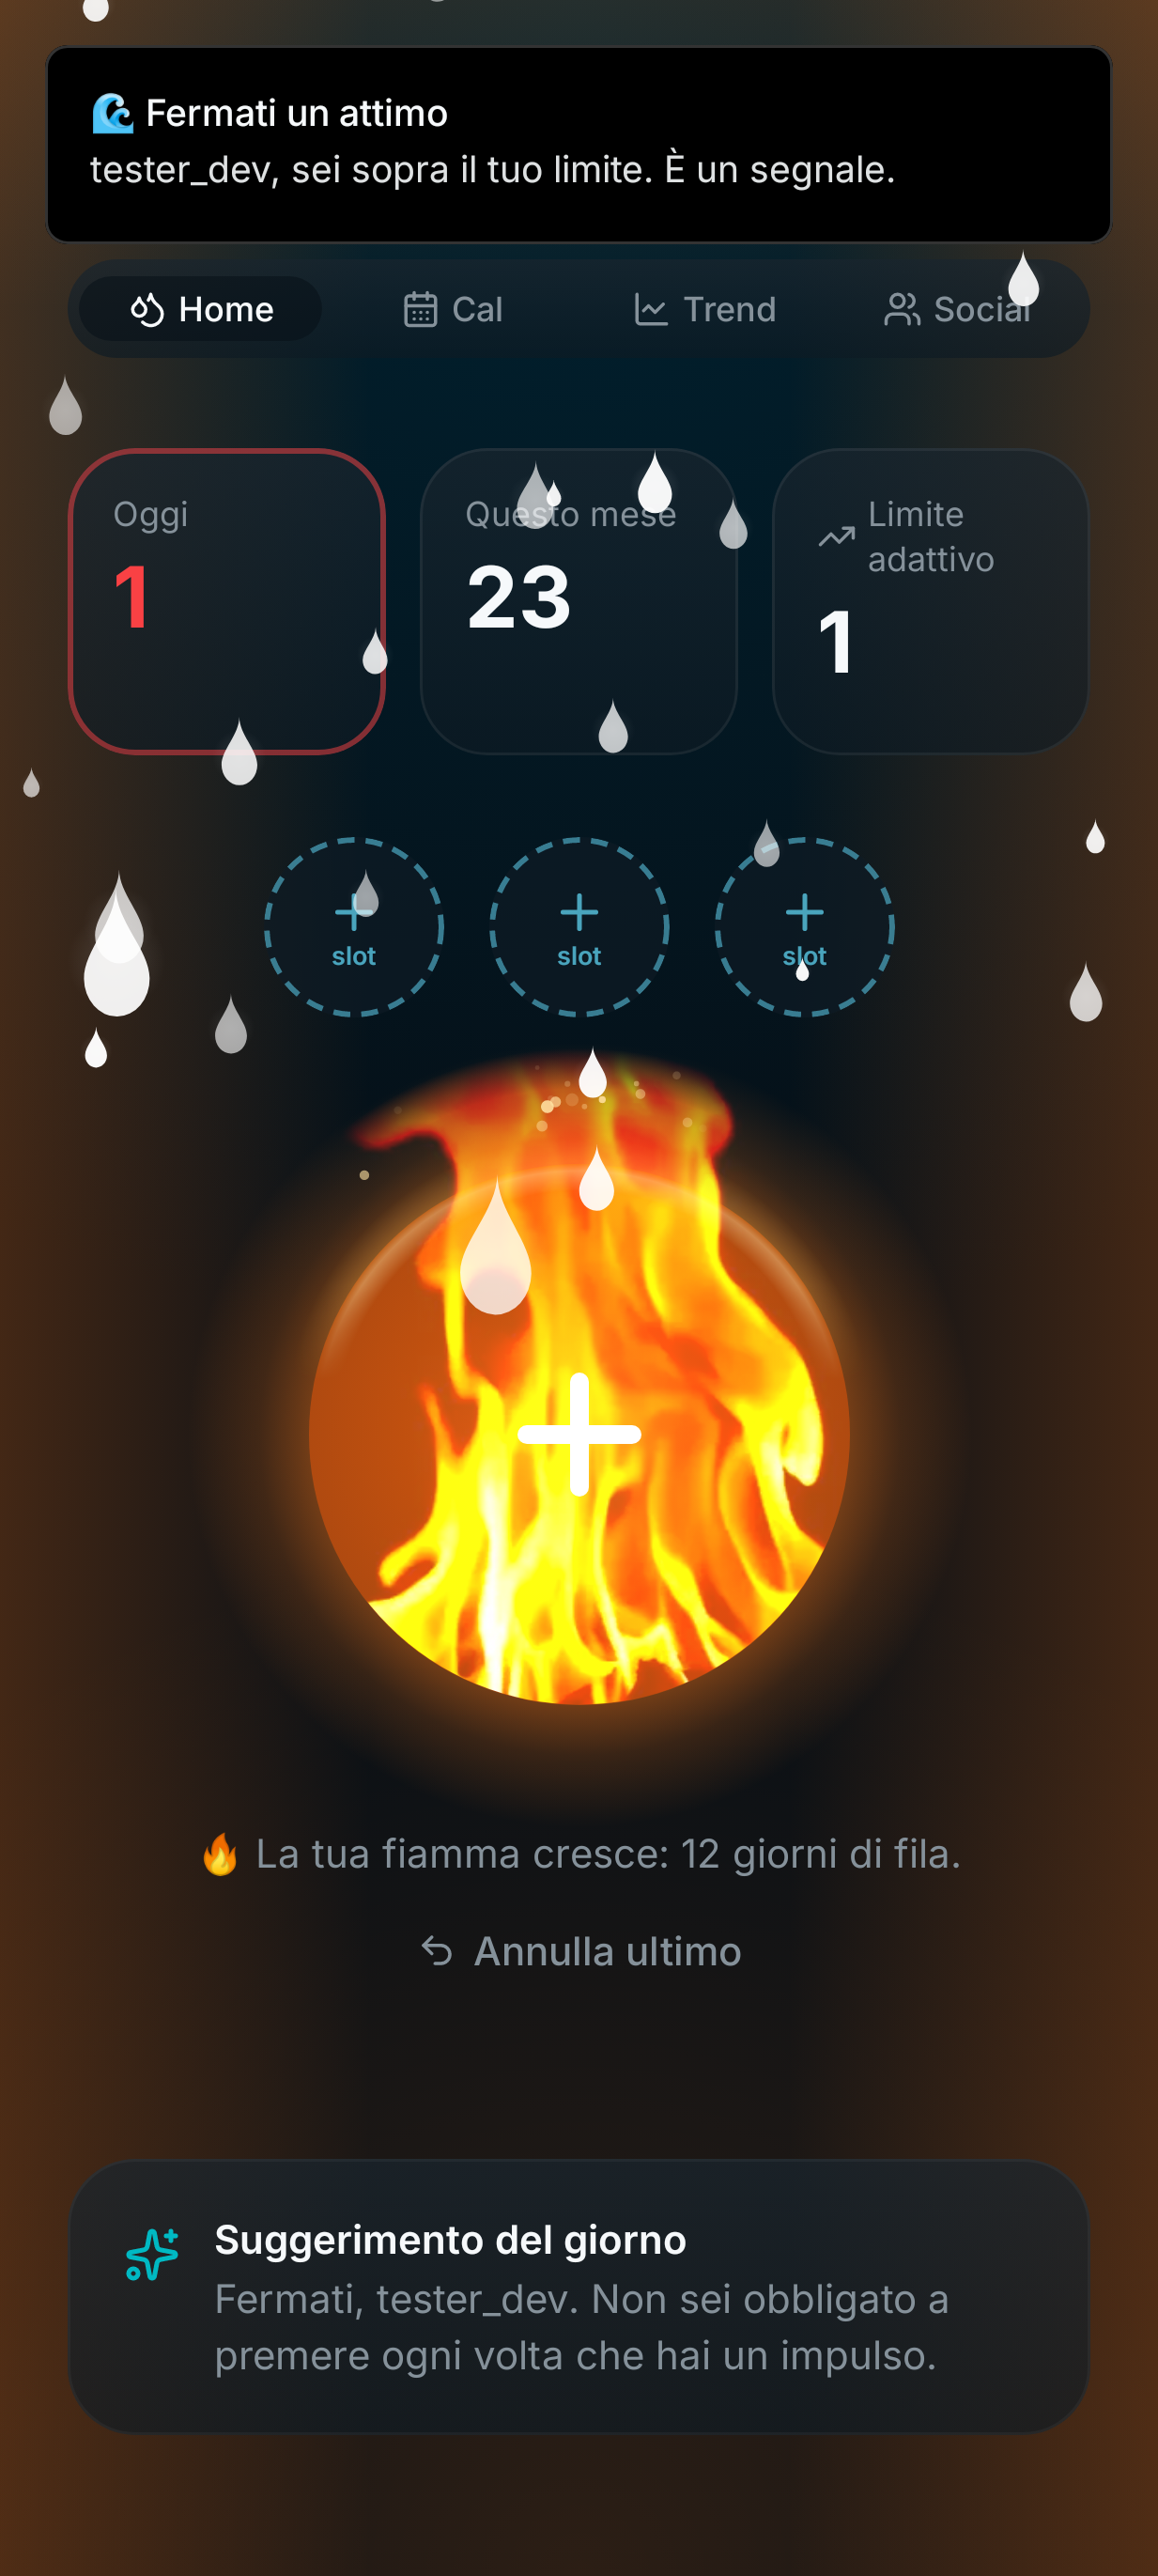 🌊 Fermati un attimo
tester_dev, sei sopra il tuo limite. È un segnale.
Home
Cal
Trend
Social
Oggi
1
Questo mese
23
Limite
adattivo
1
slot
slot
slot
🔥 La tua fiamma cresce: 12 giorni di fila.
Annulla ultimo
Suggerimento del giorno
Fermati, tester_dev. Non sei obbligato a
premere ogni volta che hai un impulso.